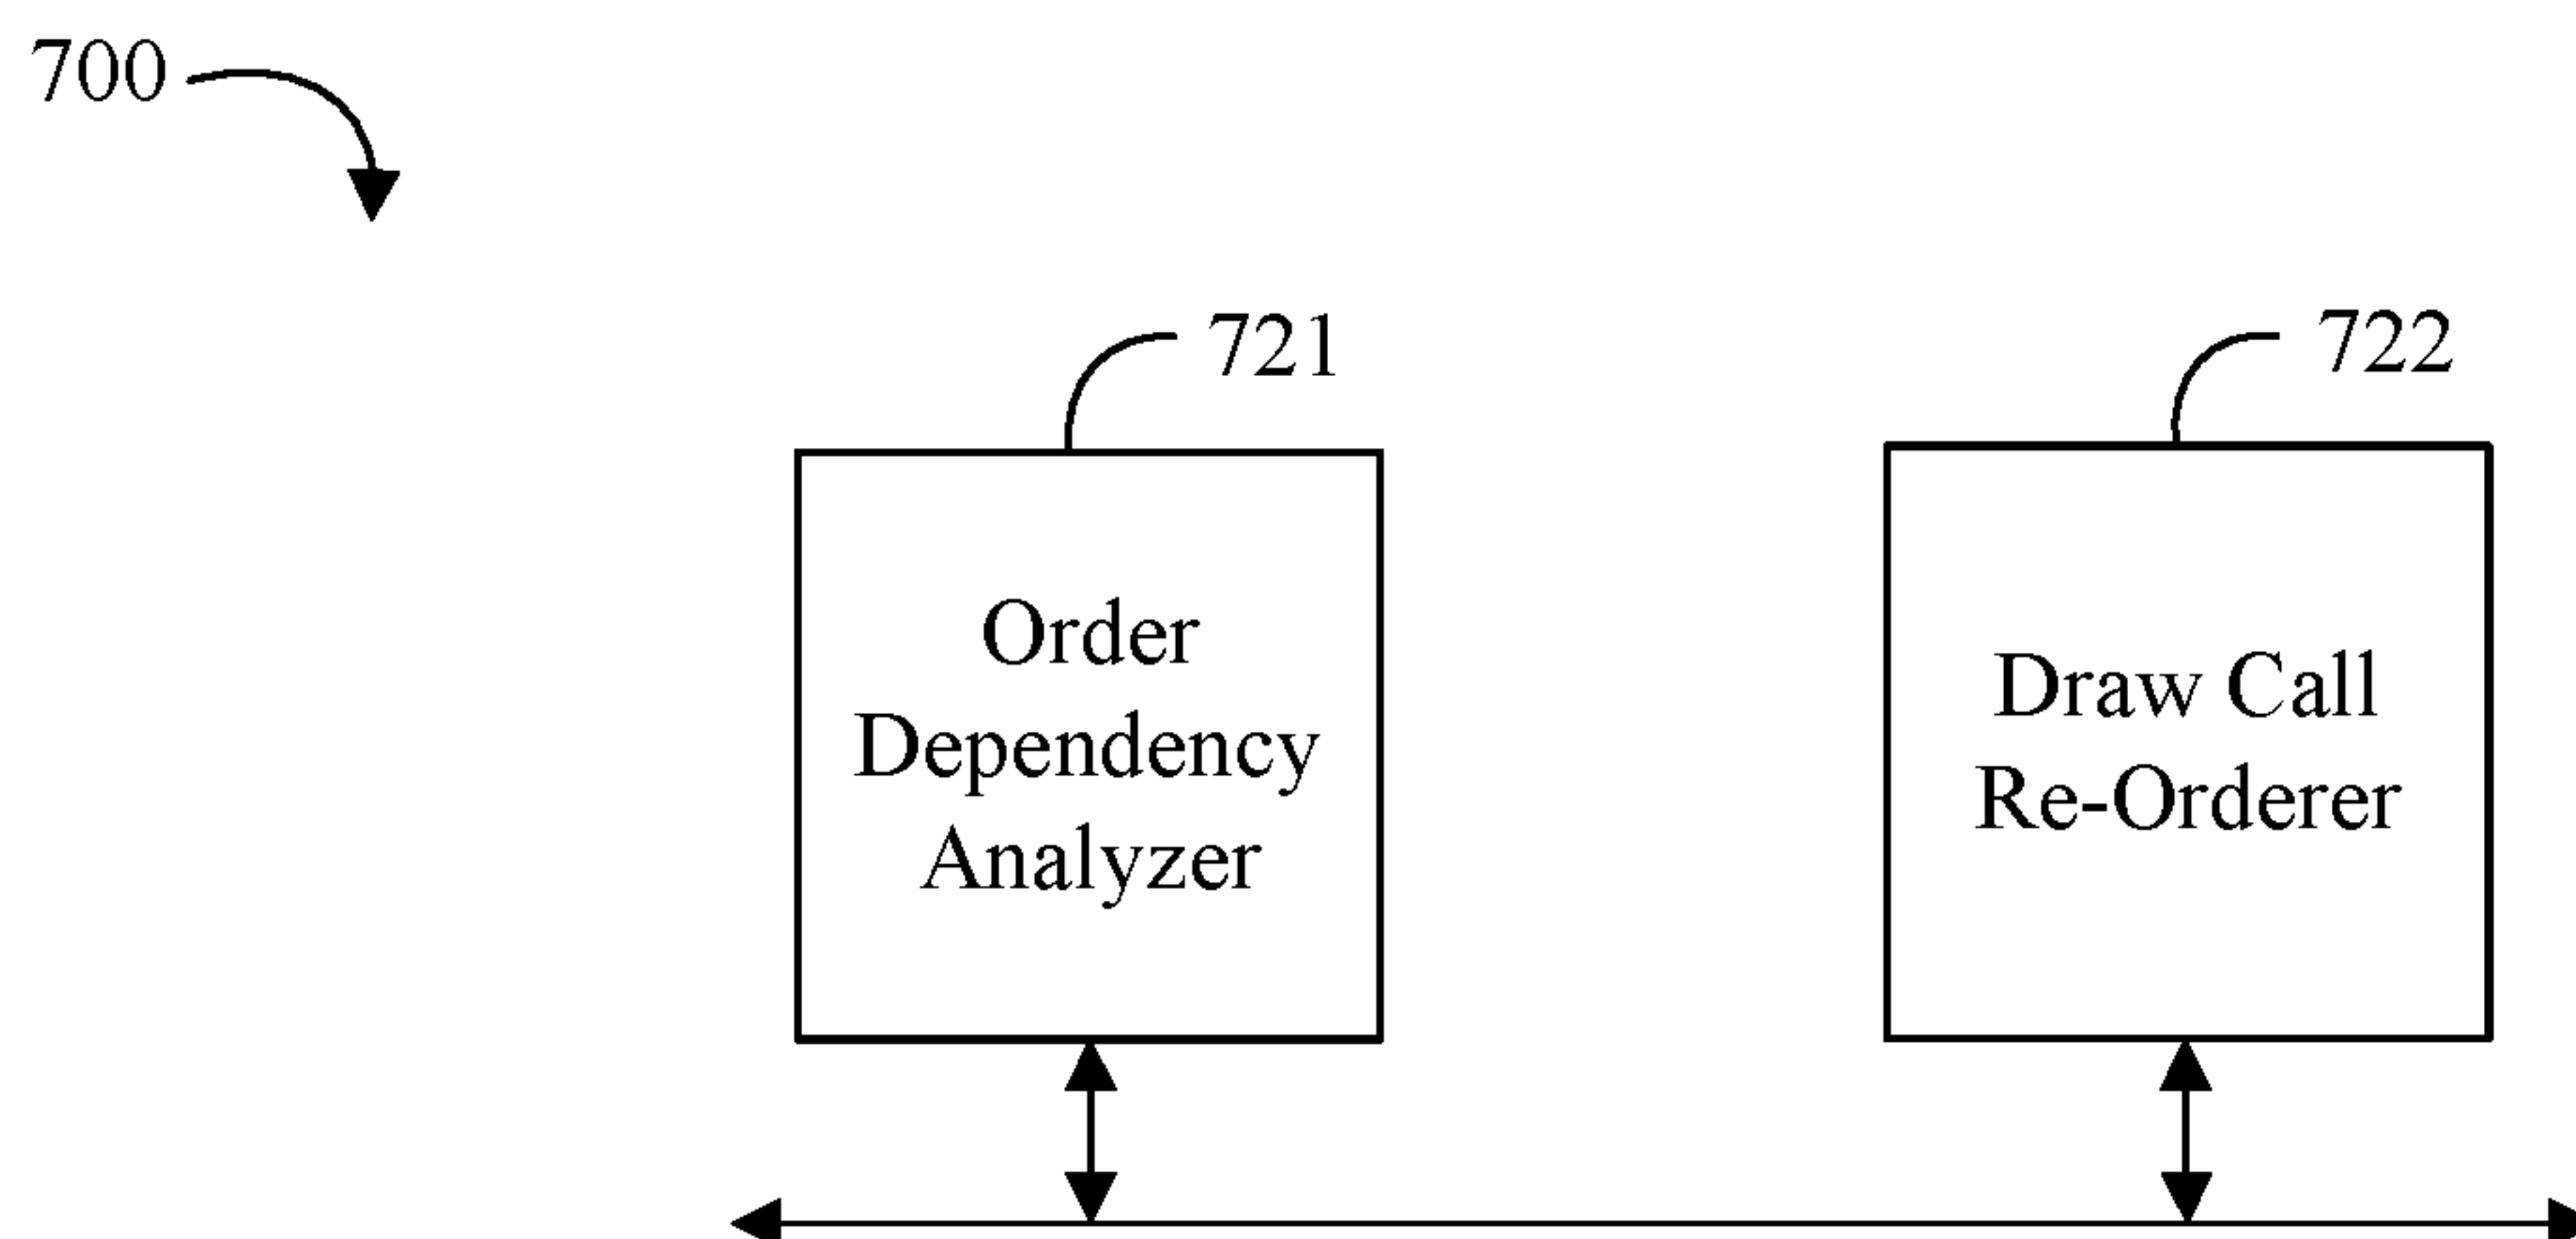 700
721
722
Order
Dependency
Analyzer
Draw Call
Re-Orderer